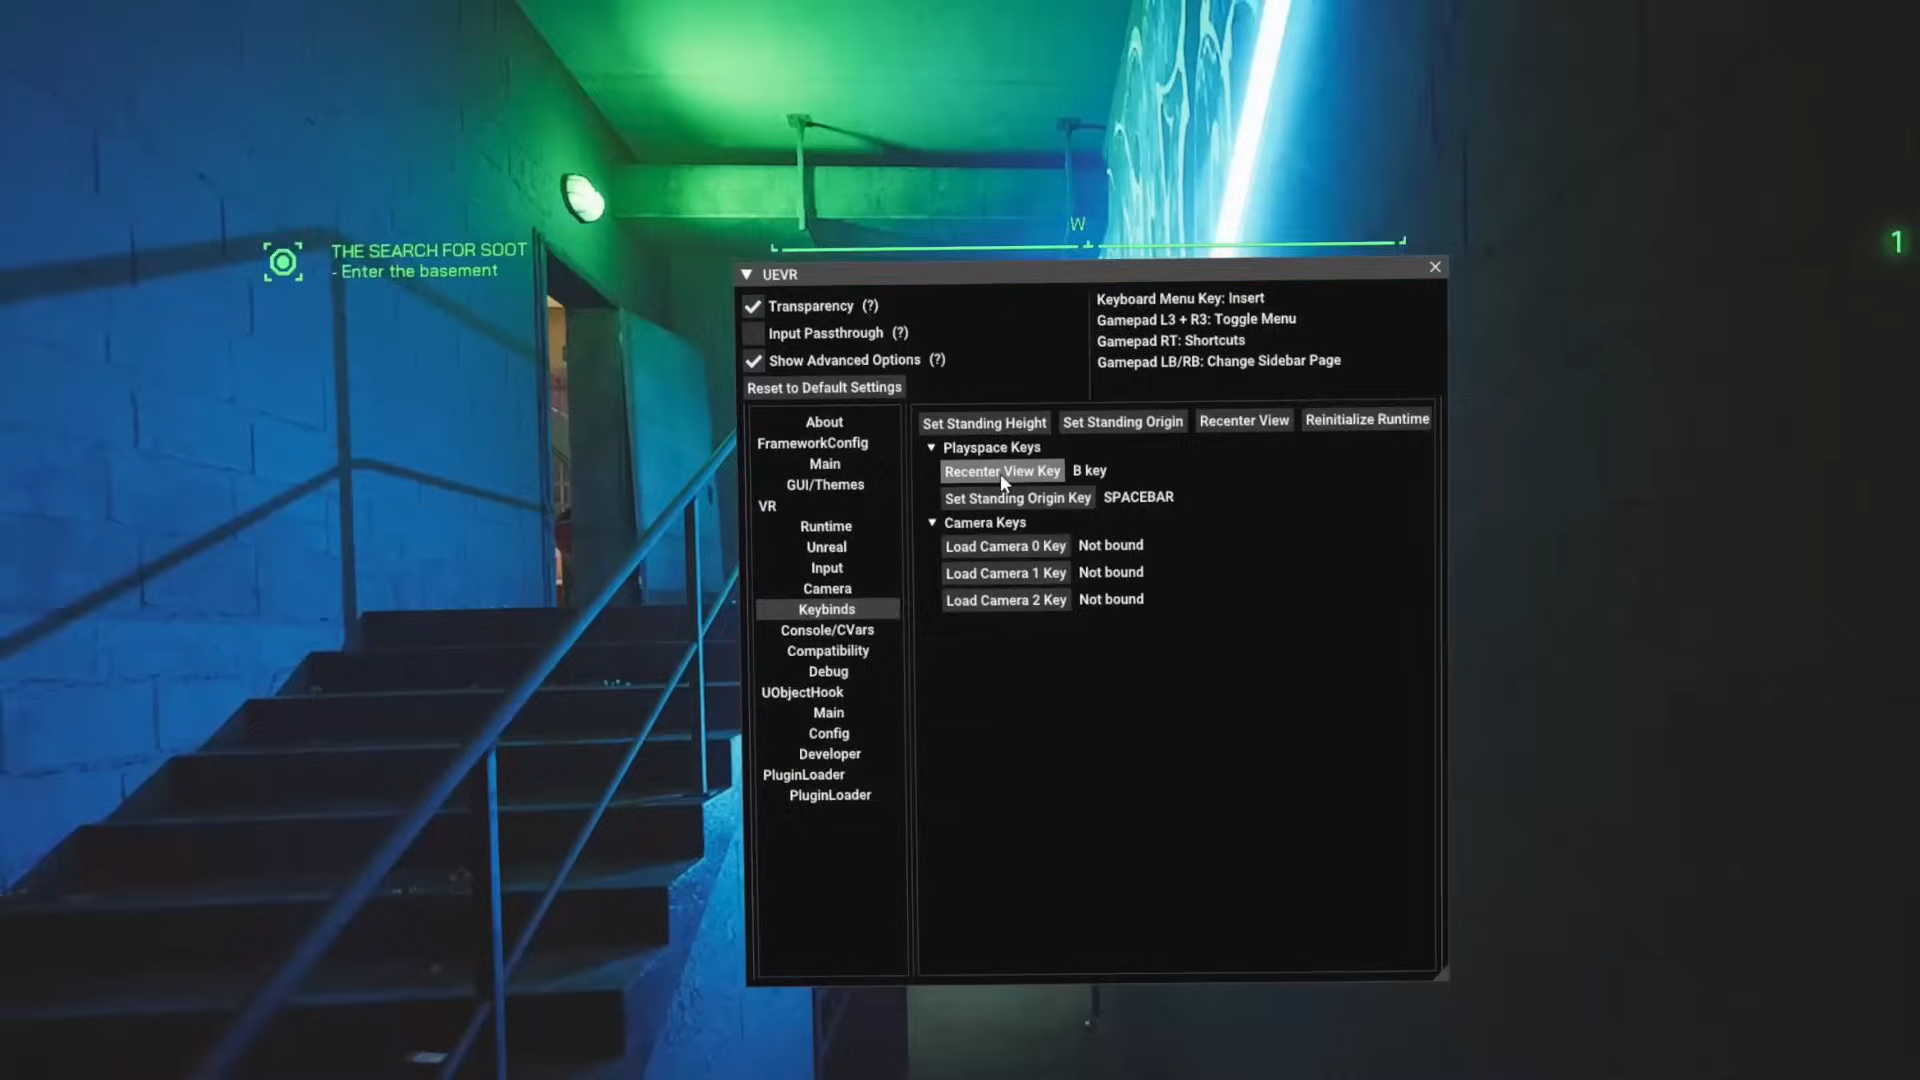 W
1
THE SEARCH FOR SOOT
- Enter the basement
UEVR
Transparency (?)
Input Passthrough (?)
Show Advanced Options (?)
Reset to Default Settings
Keyboard Menu Key: Insert
Gamepad L3 + R3: Toggle Menu
Gamepad RT: Shortcuts
Gamepad LB/RB: Change Sidebar Page
About
FrameworkConfig
Main
GUI/Themes
VR
Runtime
Unreal
Input
Camera
Keybinds
Console/CVars
Compatibility
Debug
UObjectHook
Main
Config
Developer
PluginLoader
PluginLoader
Set Standing Height Set Standing Origin Recenter View Reinitialize Runtime
Playspace Keys
Recenter View Key B key
Set Standing Origin Key SPACEBAR
Camera Keys
Load Camera 0 Key Not bound
Load Camera 1 Key Not bound
Load Camera 2 Key Not bound